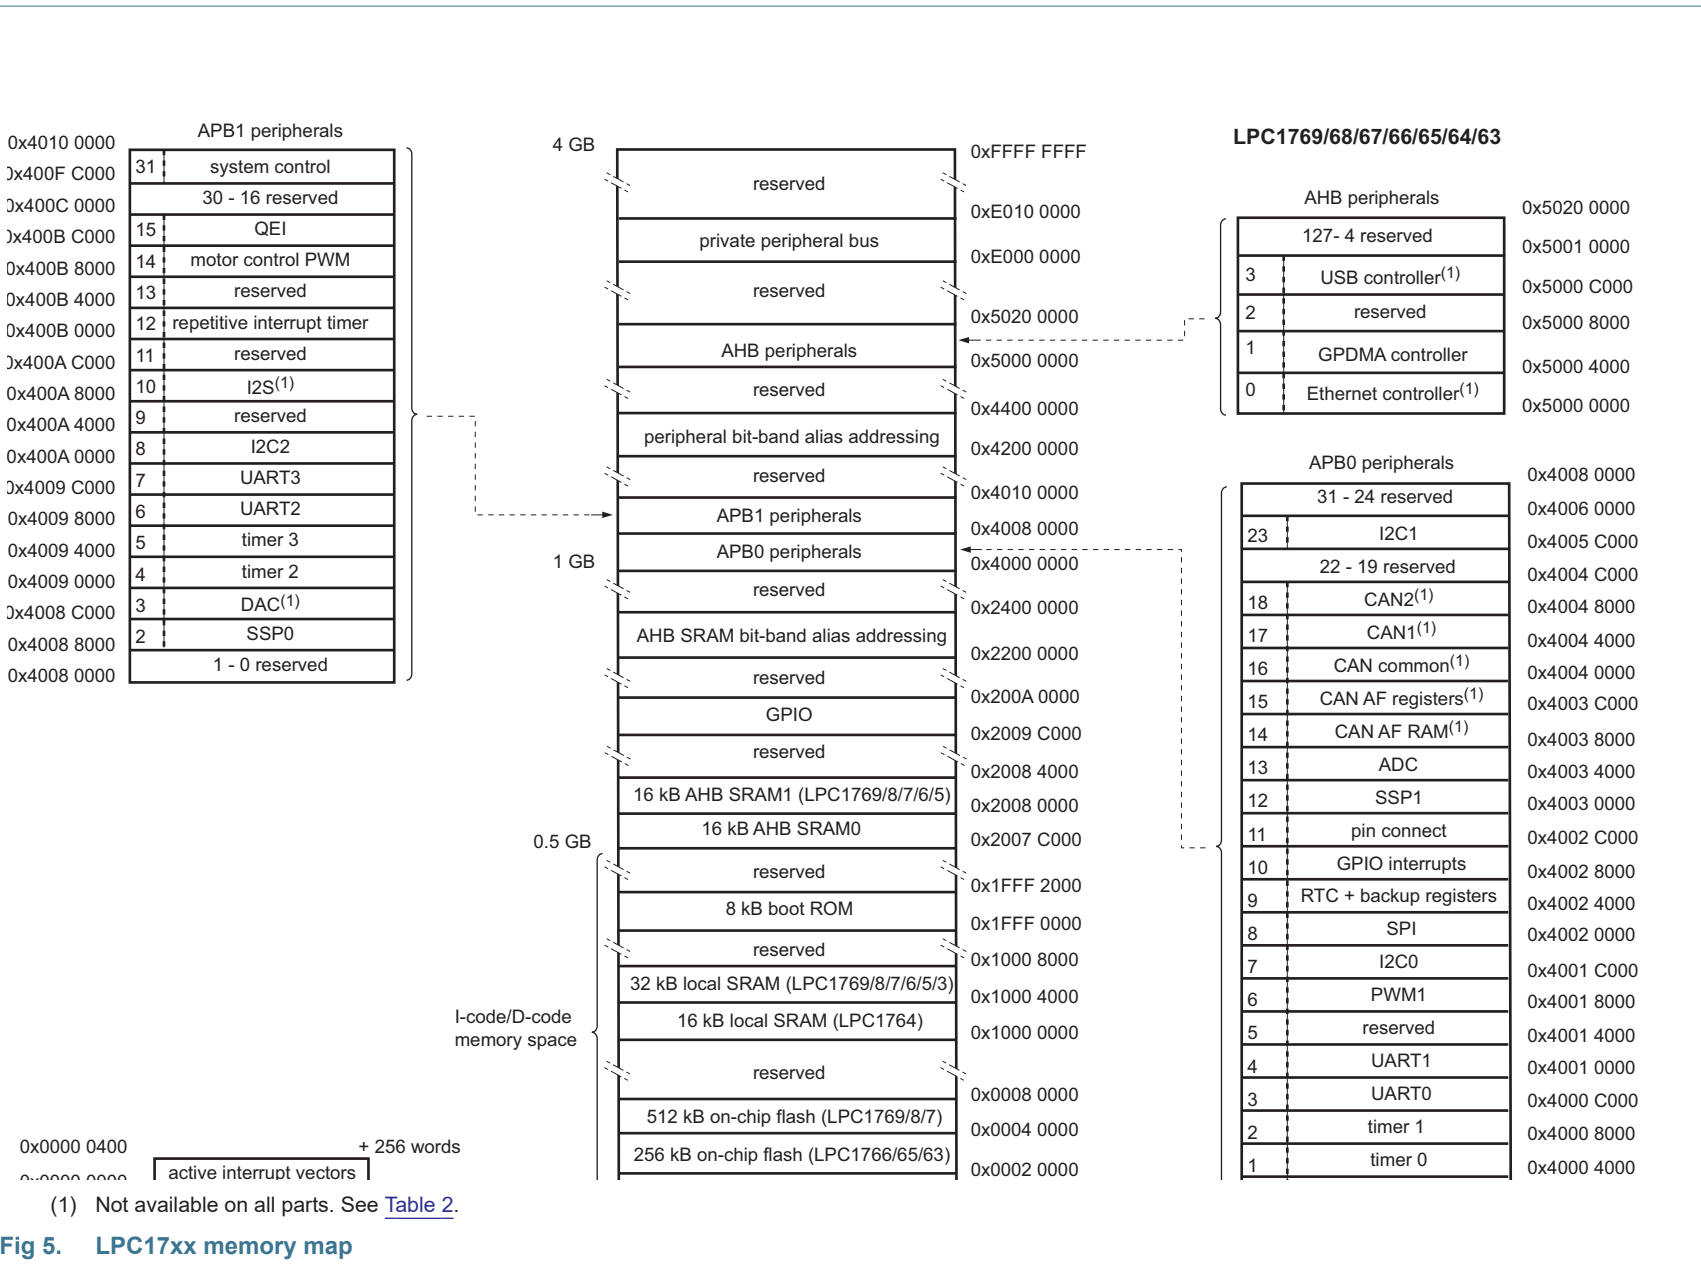 LPC1769/68/67/66/65/64/63
APB1 peripherals
0x4010 0000
31 system control
0x400F C000
30 - 16 reserved
0x400C 0000
15 QEI
0x400B C000
14 motor control PWM
0x400B 8000
13 reserved
0x400B 4000
12 repetitive interrupt timer
0x400B 0000
11 reserved
0x400A C000
10 I2S(1)
0x400A 8000
9 reserved
0x400A 4000
8 I2C2
0x400A 0000
7 UART3
0x4009 C000
6 UART2
0x4009 8000
5 timer 3
0x4009 4000
4 timer 2
0x4009 0000
3 DAC(1)
0x4008 C000
2 SSP0
0x4008 8000
1 - 0 reserved
0x4008 0000
0x0000 0400 + 256 words
active interrupt vectors
4 GB
0xFFFF FFFF
reserved
0xE010 0000
private peripheral bus
0xE000 0000
reserved
0x5020 0000
AHB peripherals
0x5000 0000
reserved
0x4400 0000
peripheral bit-band alias addressing
0x4200 0000
reserved
0x4010 0000
APB1 peripherals
0x4008 0000
APB0 peripherals
1 GB
0x4000 0000
reserved
0x2400 0000
AHB SRAM bit-band alias addressing
0x2200 0000
reserved
0x200A 0000
GPIO
0x2009 C000
reserved
0x2008 4000
16 kB AHB SRAM1 (LPC1769/8/7/6/5)
0x2008 0000
16 kB AHB SRAM0
0x2007 C000
0.5 GB
reserved
0x1FFF 2000
8 kB boot ROM
0x1FFF 0000
reserved
0x1000 8000
32 kB local SRAM (LPC1769/8/7/6/5/3)
0x1000 4000
I-code/D-code
memory space
16 kB local SRAM (LPC1764)
0x1000 0000
reserved
0x0008 0000
512 kB on-chip flash (LPC1769/8/7)
0x0004 0000
256 kB on-chip flash (LPC1766/65/63)
0x0002 0000
AHB peripherals
0x5020 0000
127- 4 reserved
0x5001 0000
3 USB controller(1)
0x5000 C000
2 reserved
0x5000 8000
1 GPDMA controller
0x5000 4000
0 Ethernet controller(1)
0x5000 0000
APB0 peripherals
0x4008 0000
31 - 24 reserved
0x4006 0000
23 I2C1
0x4005 C000
22 - 19 reserved
0x4004 C000
18 CAN2(1)
0x4004 8000
17 CAN1(1)
0x4004 4000
16 CAN common(1)
0x4004 0000
15 CAN AF registers(1)
0x4003 C000
14 CAN AF RAM(1)
0x4003 8000
13 ADC
0x4003 4000
12 SSP1
0x4003 0000
11 pin connect
0x4002 C000
10 GPIO interrupts
0x4002 8000
9 RTC + backup registers
0x4002 4000
8 SPI
0x4002 0000
7 I2C0
0x4001 C000
6 PWM1
0x4001 8000
5 reserved
0x4001 4000
4 UART1
0x4001 0000
3 UART0
0x4000 C000
2 timer 1
0x4000 8000
1 timer 0
0x4000 4000
(1) Not available on all parts. See Table 2.
Fig 5. LPC17xx memory map